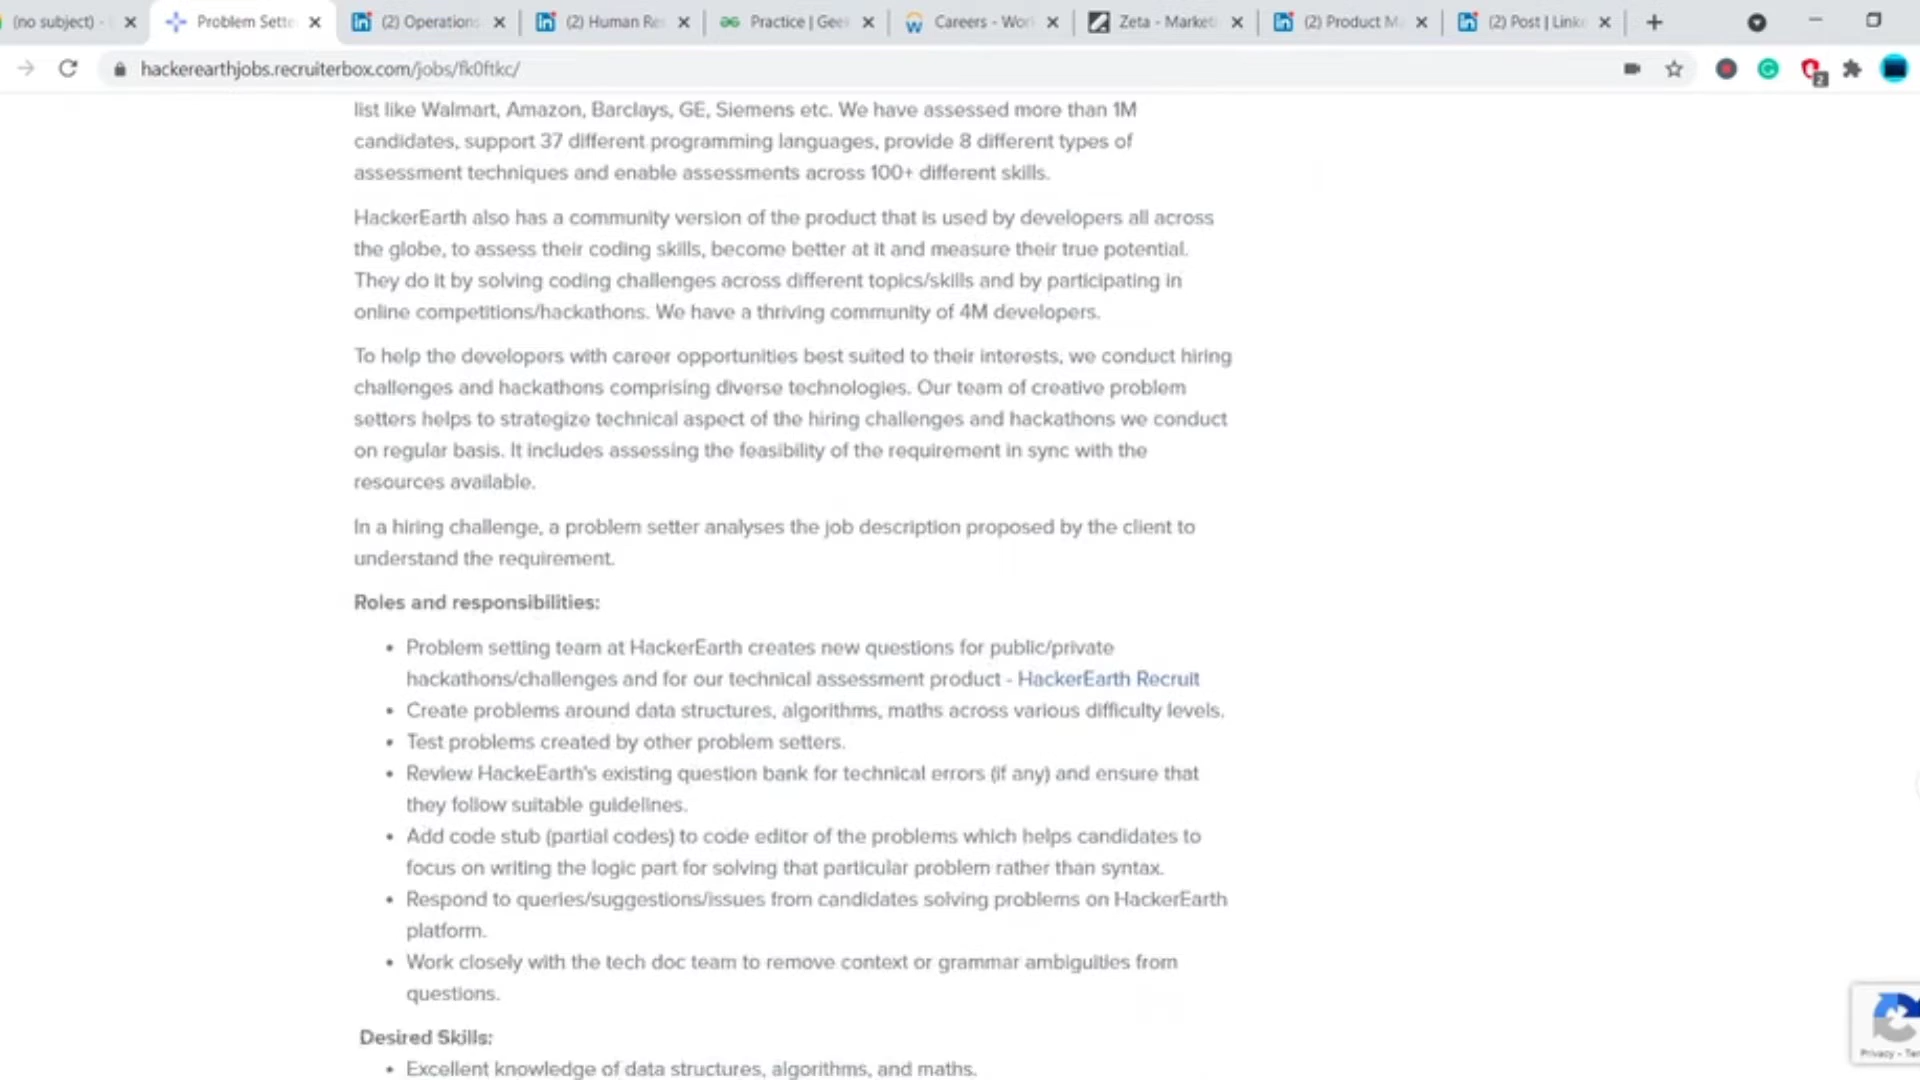 (no subject) -
Problem Sette
(2) Operations
(2) Human Re
Practice | Gee
Careers - Wor
Zeta - Market
(2) Product M
(2) Post | Linke
hackerearthjobs.recruiterbox.com/jobs/fk0ftkc/
2
list like Walmart, Amazon, Barclays, GE, Siemens etc. We have assessed more than 1M
candidates, support 37 different programming languages, provide 8 different types of
assessment techniques and enable assessments across 100+ different skills.
HackerEarth also has a community version of the product that is used by developers all across
the globe, to assess their coding skills, become better at it and measure their true potential.
They do it by solving coding challenges across different topics/skills and by participating in
online competitions/hackathons. We have a thriving community of 4M developers.
To help the developers with career opportunities best suited to their interests, we conduct hiring
challenges and hackathons comprising diverse technologies. Our team of creative problem
setters helps to strategize technical aspect of the hiring challenges and hackathons we conduct
on regular basis. It includes assessing the feasibility of the requirement in sync with the
resources available.
In a hiring challenge, a problem setter analyses the job description proposed by the client to
understand the requirement.
Roles and responsibilities:
• Problem setting team at HackerEarth creates new questions for public/private
hackathons/challenges and for our technical assessment product - HackerEarth Recruit
• Create problems around data structures, algorithms, maths across various difficulty levels.
• Test problems created by other problem setters.
• Review HackeEarth's existing question bank for technical errors (if any) and ensure that
they follow suitable guidelines.
• Add code stub (partial codes) to code editor of the problems which helps candidates to
focus on writing the logic part for solving that particular problem rather than syntax.
• Respond to queries/suggestions/issues from candidates solving problems on HackerEarth
platform.
• Work closely with the tech doc team to remove context or grammar ambiguities from
questions.
Desired Skills:
• Excellent knowledge of data structures, algorithms, and maths.
Privacy - Ter